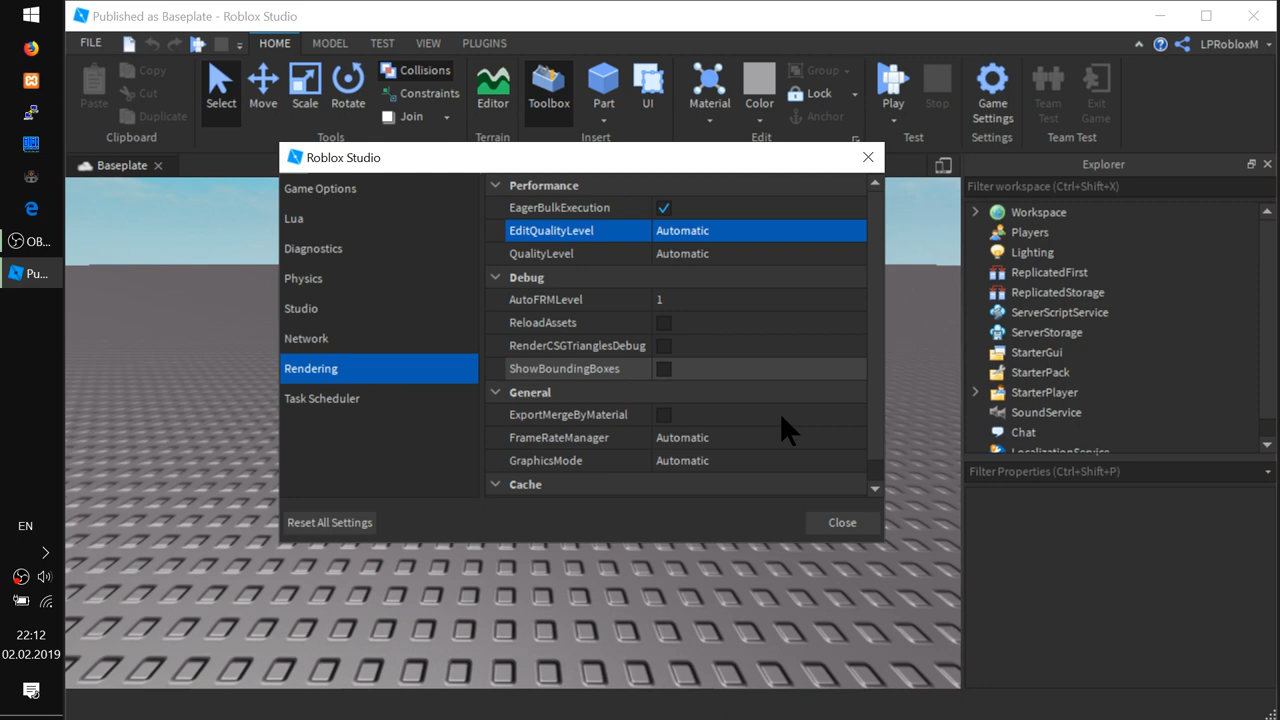 Published as Baseplate - Roblox Studio
FILE
HOME
MODEL
TEST
VIEW
PLUGINS
LPRobloxM
Paste
Copy
Cut
Duplicate
Clipboard
Select
Move
Scale
Rotate
Collisions
Constraints
Join
Tools
Editor
Terrain
Toolbox
Part
UI
Insert
Material
Color
Group
Lock
Anchor
Edit
Play
Stop
Test
Game
Settings
Settings
Team
Test
Exit
Game
Team Test
Baseplate
Roblox Studio
Game Options
Lua
Diagnostics
Physics
Studio
Network
Rendering
Task Scheduler
Performance
EagerBulkExecution
EditQualityLevel Automatic
QualityLevel Automatic
Debug
AutoFRMLevel 1
ReloadAssets
RenderCSGTrianglesDebug
ShowBoundingBoxes
General
ExportMergeByMaterial
FrameRateManager Automatic
GraphicsMode Automatic
Cache
Reset All Settings
Close
Explorer
Filter workspace (Ctrl+Shift+X)
Workspace
Players
Lighting
ReplicatedFirst
ReplicatedStorage
ServerScriptService
ServerStorage
StarterGui
StarterPack
StarterPlayer
SoundService
Chat
LocalizationService
Filter Properties (Ctrl+Shift+P)
OB...
Pu...
EN
22:12
02.02.2019